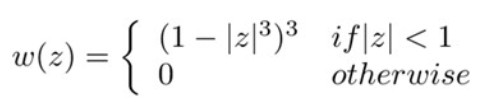 w(z) = { (1 − |z|³)³ if|z| < 1
0 otherwise